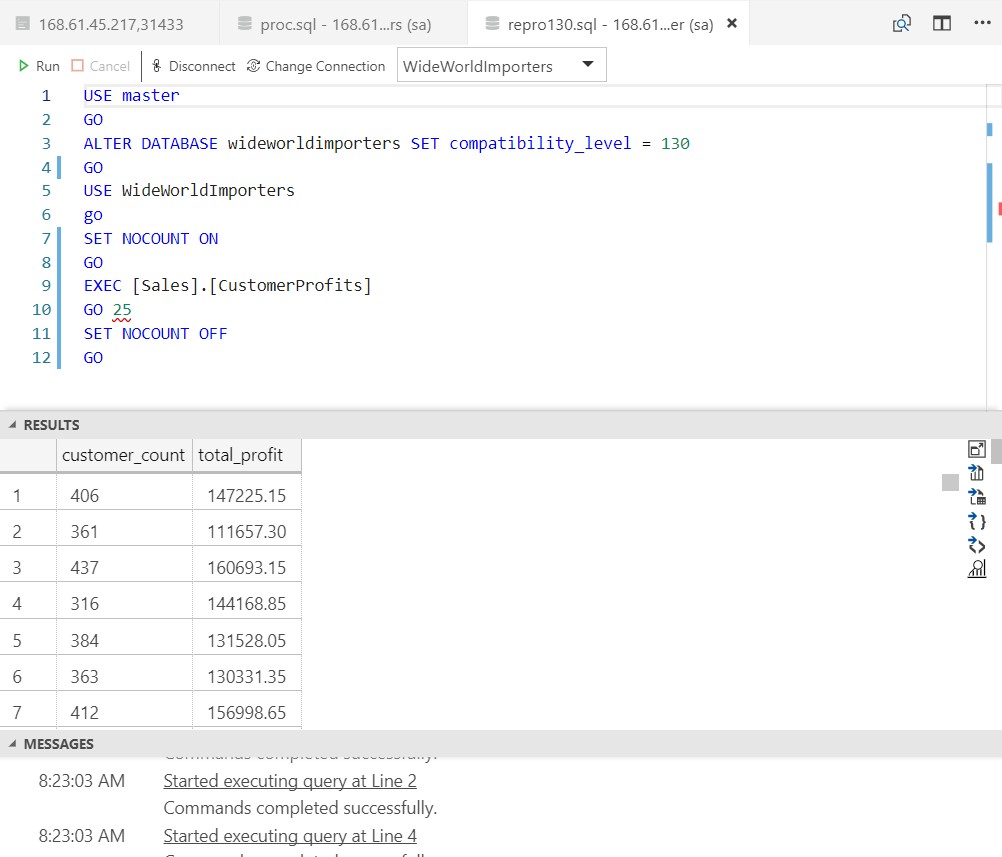 168.61.45.217,31433 proc.sql - 168.61...rs (sa) repro130.sql - 168.61...er (sa)
Run Cancel Disconnect Change Connection WideWorldImporters
1 USE master
2 GO
3 ALTER DATABASE wideworldimporters SET compatibility_level = 130
4 GO
5 USE WideWorldImporters
6 go
7 SET NOCOUNT ON
8 GO
9 EXEC [Sales].[CustomerProfits]
10 GO 25
11 SET NOCOUNT OFF
12 GO
RESULTS
customer_count total_profit
1 406 147225.15
2 361 111657.30
3 437 160693.15
4 316 144168.85
5 384 131528.05
6 363 130331.35
7 412 156998.65
MESSAGES
Commands completed successfully.
8:23:03 AM Started executing query at Line 2
Commands completed successfully.
8:23:03 AM Started executing query at Line 4